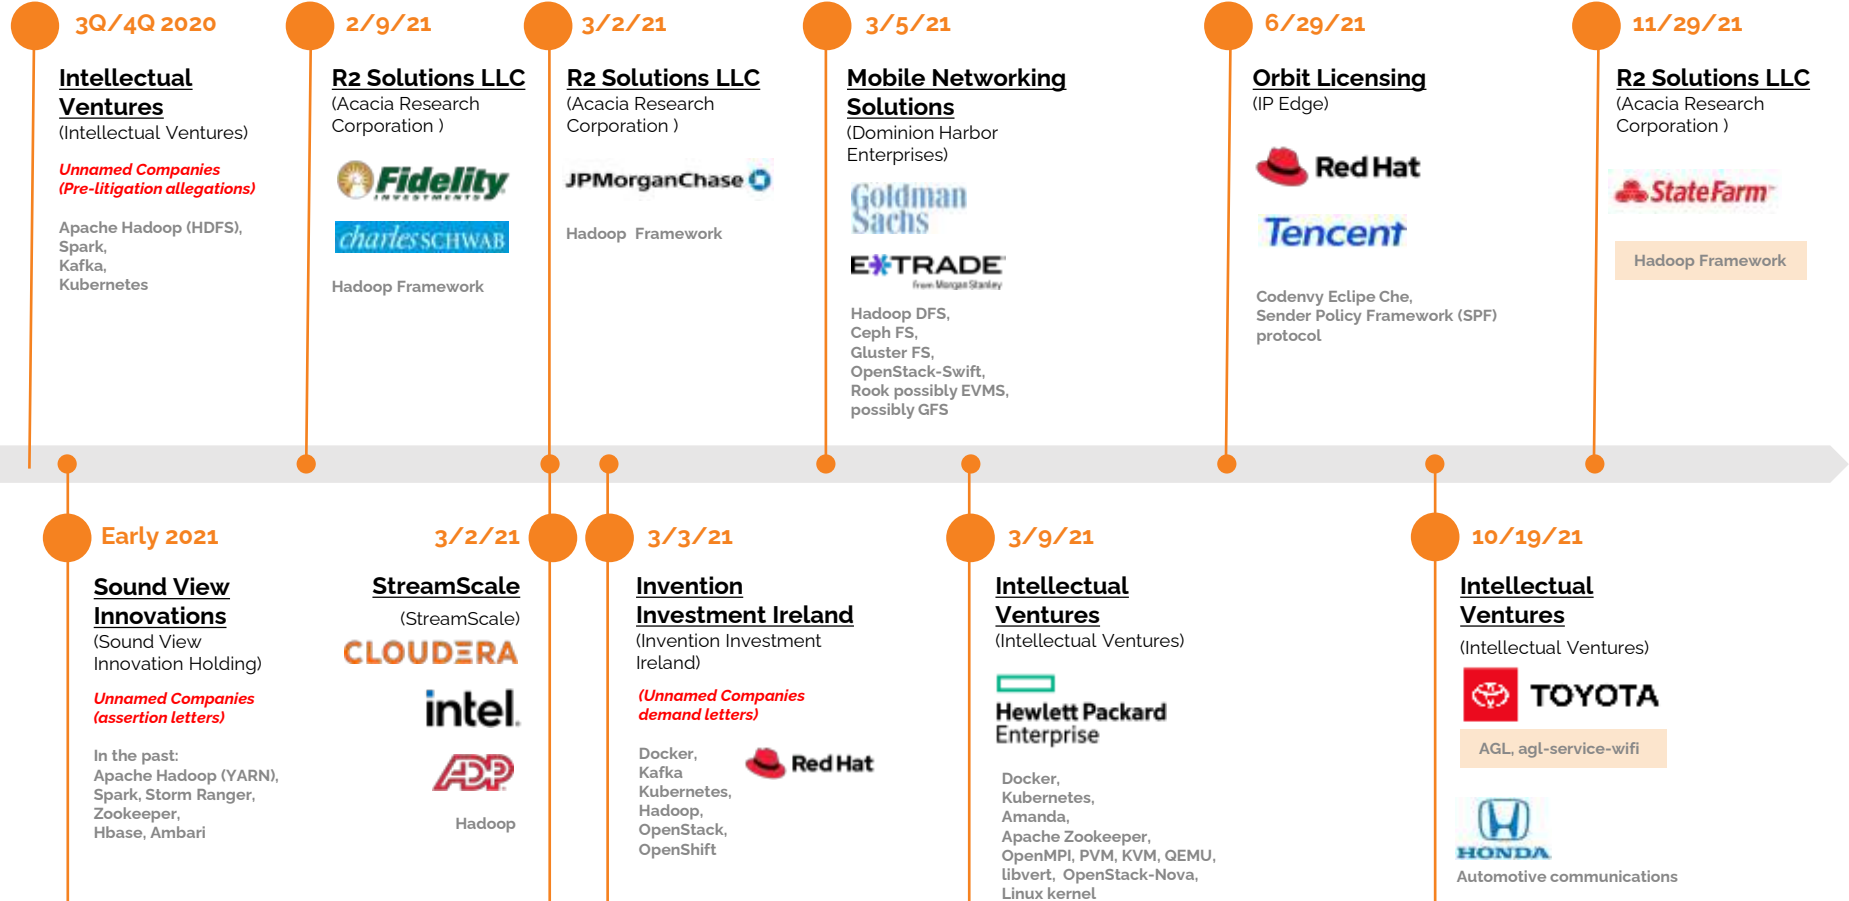 3Q/4Q 2020
Intellectual
Ventures
(Intellectual Ventures)
Unnamed Companies
(Pre-litigation allegations)
Apache Hadoop (HDFS),
Spark,
Kafka,
Kubernetes
2/9/21
R2 Solutions LLC
(Acacia Research
Corporation )
Fidelity
INVESTMENTS
charles SCHWAB
Hadoop Framework
3/2/21
R2 Solutions LLC
(Acacia Research
Corporation )
JPMorganChase
Hadoop Framework
3/5/21
Mobile Networking
Solutions
(Dominion Harbor
Enterprises)
Goldman
Sachs
E*TRADE
from Morgan Stanley
Hadoop DFS,
Ceph FS,
Gluster FS,
OpenStack-Swift,
Rook possibly EVMS,
possibly GFS
6/29/21
Orbit Licensing
(IP Edge)
Red Hat
Tencent
Codenvy Eclipe Che,
Sender Policy Framework (SPF)
protocol
11/29/21
R2 Solutions LLC
(Acacia Research
Corporation )
StateFarm
Hadoop Framework
Early 2021
Sound View
Innovations
(Sound View
Innovation Holding)
Unnamed Companies
(assertion letters)
In the past:
Apache Hadoop (YARN),
Spark, Storm Ranger,
Zookeeper,
Hbase, Ambari
3/2/21
StreamScale
(StreamScale)
CLOUDERA
intel.
ADP
Hadoop
3/3/21
Invention
Investment Ireland
(Invention Investment
Ireland)
(Unnamed Companies
demand letters)
Docker,
Kafka
Kubernetes,
Hadoop,
OpenStack,
OpenShift
Red Hat
3/9/21
Intellectual
Ventures
(Intellectual Ventures)
Hewlett Packard
Enterprise
Docker,
Kubernetes,
Amanda,
Apache Zookeeper,
OpenMPI, PVM, KVM, QEMU,
libvert, OpenStack-Nova,
Linux kernel
10/19/21
Intellectual
Ventures
(Intellectual Ventures)
TOYOTA
AGL, agl-service-wifi
HONDA
Automotive communications